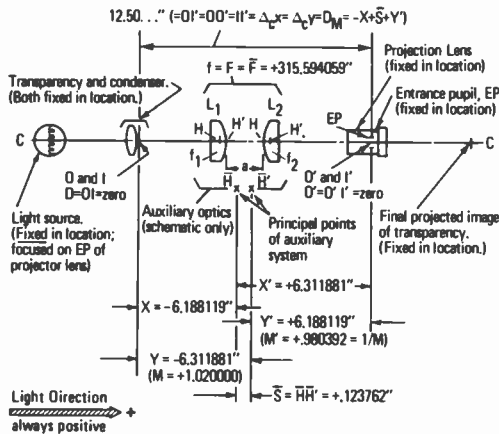 12.50. . ." (=OI'=OO'=II'= Δcx= Δcy=DM= -X+S̄+Y')
Transparency and condenser.
(Both fixed in location.)
f = F = F̃ = +315.594059"
Projection Lens
(fixed in location)
Entrance pupil, EP
(fixed in location)
L1
L2
EP
H
H'
H
H'.
C
C
f1
a
f2
O and I
O=OI=zero
H̄
H̄'
O' and I'
O'=O' I' =zero
Light source.
(Fixed in location;
focused on EP of
projector lens)
Auxiliary optics
(schematic only)
Principal points
of auxiliary
system
Final projected image
of transparency.
(Fixed in location.)
X' = +6.311881"
X = -6.188119"
Y' = +6.188119"
(M' = +.980392 = 1/M)
Y = -6.311881"
(M = +1.020000)
S̄ = H̄H̄' = +.123762"
Light Direction
always positive
+